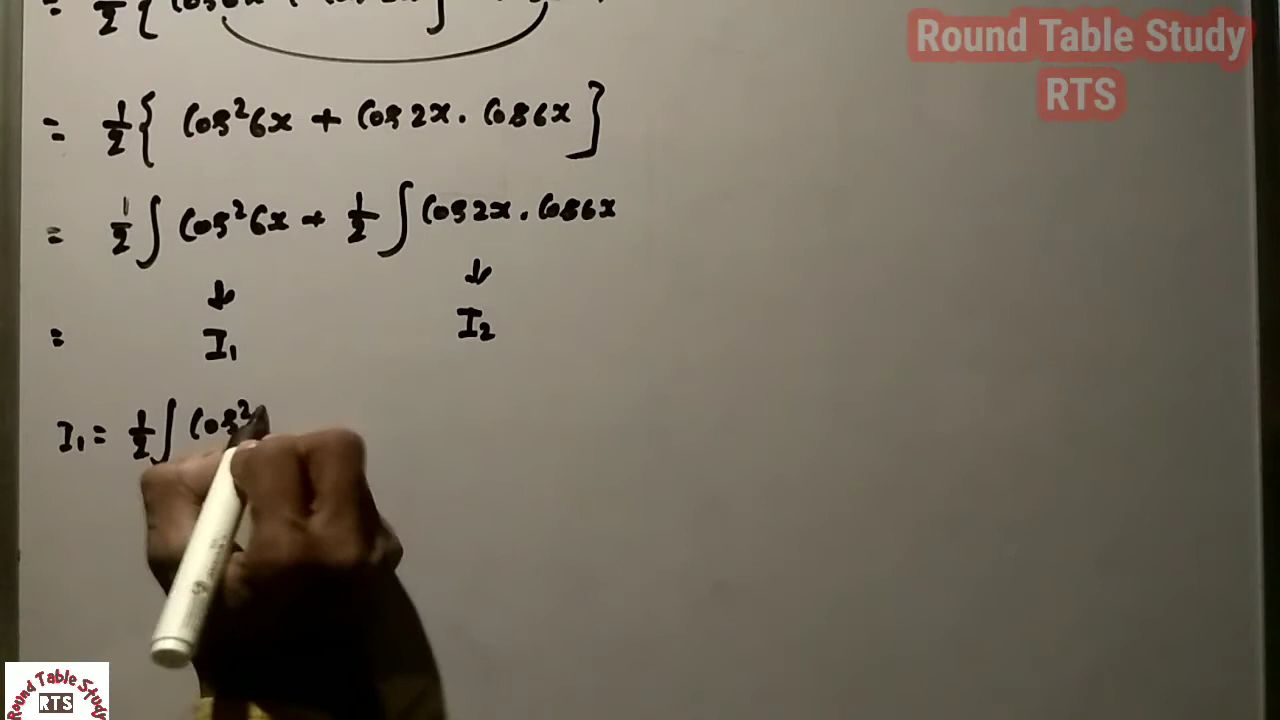 Round Table Study
RTS
= 1/2 { Cos²6x + Cos2x . Cos6x }
= 1/2 ∫ Cos²6x + 1/2 ∫ Cos2x . Cos6x
↓ ↓
= I₁ I₂
I₁ = 1/2 ∫ Cos²
Round Table Study
RTS